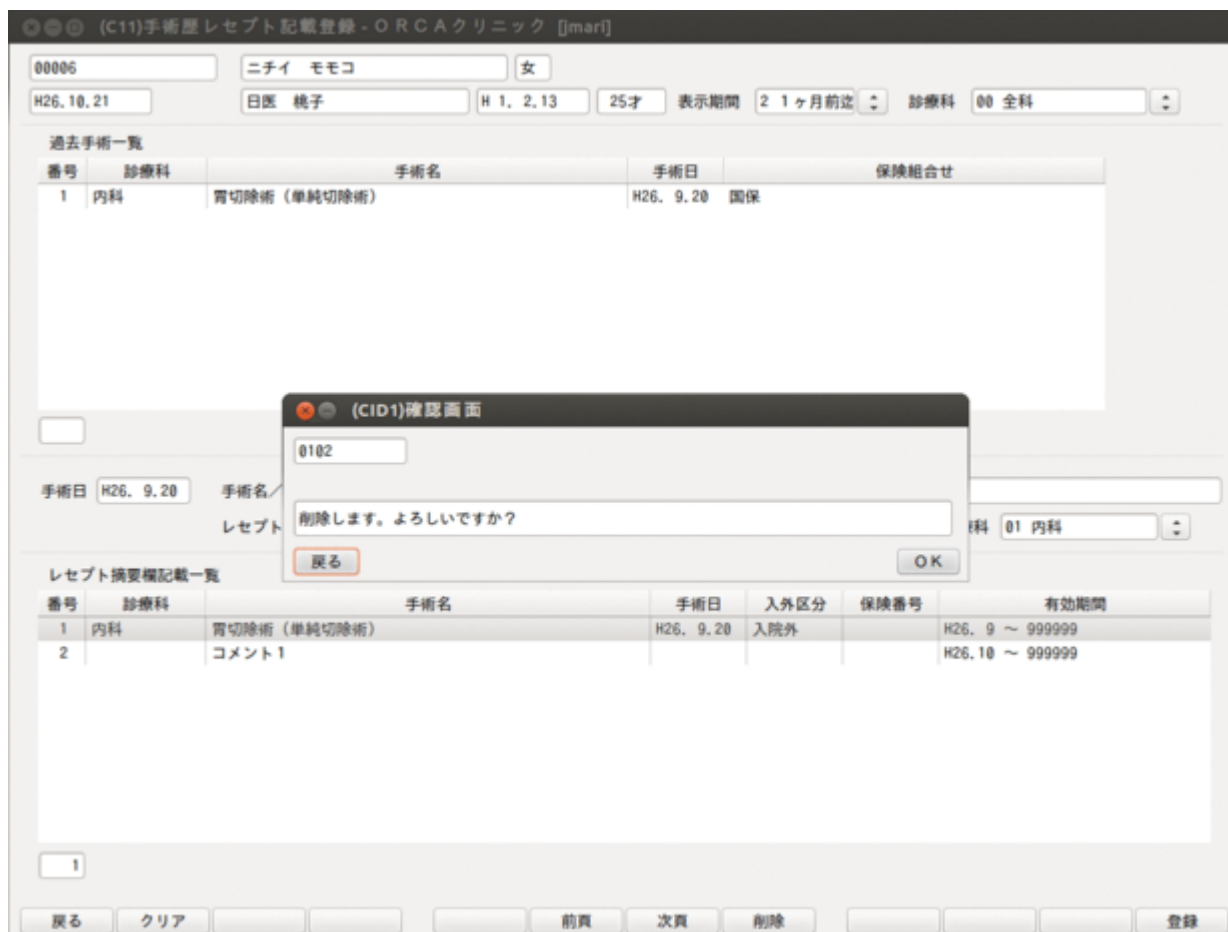 (C11)手術歴レセプト記載登録-ＯＲＣＡクリニック [jmari]
00006 ニチイ モモコ 女
H26.10.21 日医 桃子 H 1. 2.13 25才 表示期間 2 1ヶ月前迄 診療科 00 全科
過去手術一覧
番号 診療科 手術名 手術日 保険組合せ
1 内科 胃切除術（単純切除術） H26. 9.20 国保
(CID1)確認画面
0102
手術日 H26. 9.20 手術名／
レセプト 削除します。よろしいですか？ 科 01 内科
戻る OK
レセプト摘要欄記載一覧
番号 診療科 手術名 手術日 入外区分 保険番号 有効期間
1 内科 胃切除術（単純切除術） H26. 9.20 入院外 H26. 9 ～ 999999
2 コメント１ H26.10 ～ 999999
1
戻る クリア 前頁 次頁 削除 登録